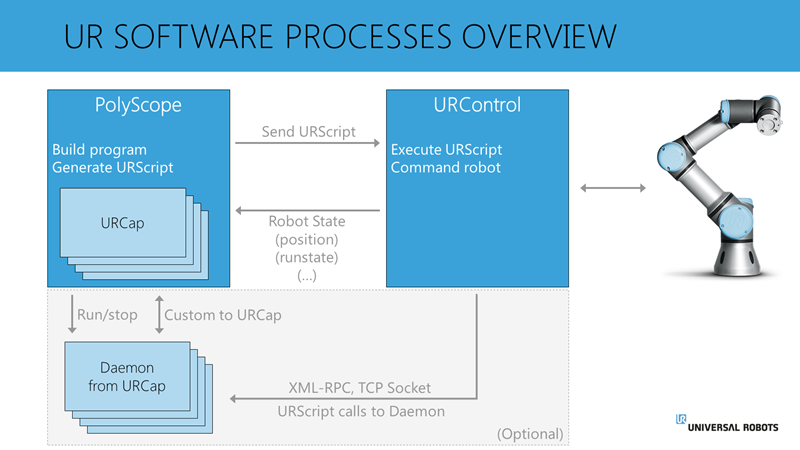 UR SOFTWARE PROCESSES OVERVIEW
PolyScope
Build program
Generate URScript
URCap
Send URScript
Robot State
(position)
(runstate)
(...)
URControl
Execute URScript
Command robot
Run/stop
Custom to URCap
Daemon
from URCap
XML-RPC, TCP Socket
URScript calls to Daemon
(Optional)
UR UNIVERSAL ROBOTS